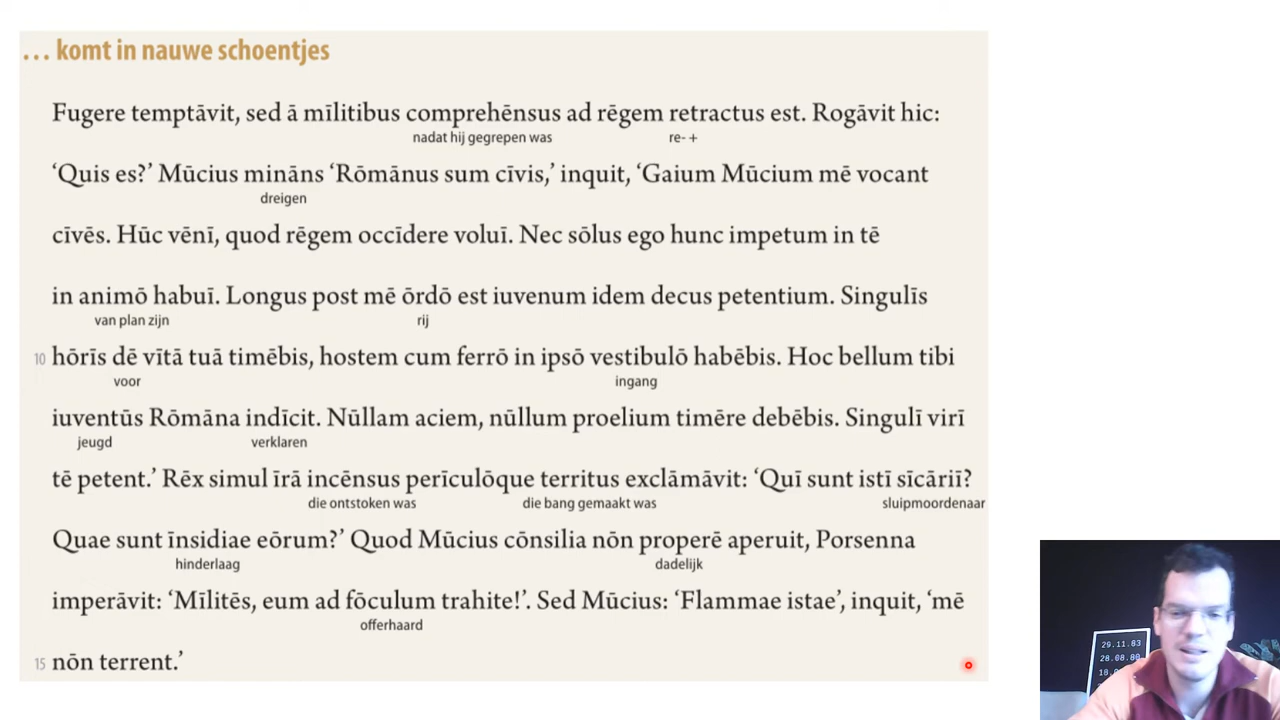 … komt in nauwe schoentjes
Fugere temptāvit, sed ā mīlitibus comprehēnsus ad rēgem retractus est. Rogāvit hic:
nadat hij gegrepen was re- +
‘Quis es?’ Mūcius mināns ‘Rōmānus sum cīvis,’ inquit, ‘Gaium Mūcium mē vocant
dreigen
cīvēs. Hūc vēnī, quod rēgem occīdere voluī. Nec sōlus ego hunc impetum in tē
in animō habuī. Longus post mē ōrdō est iuvenum idem decus petentium. Singulīs
van plan zijn rij
10 hōrīs dē vītā tuā timēbis, hostem cum ferrō in ipsō vestibulō habēbis. Hoc bellum tibi
voor ingang
iuventūs Rōmāna indīcit. Nūllam aciem, nūllum proelium timēre debēbis. Singulī virī
jeugd verklaren
tē petent.’ Rēx simul īrā incēnsus perīculōque territus exclāmāvit: ‘Quī sunt istī sīcāriī?
die ontstoken was die bang gemaakt was sluipmoordenaar
Quae sunt īnsidiae eōrum?’ Quod Mūcius cōnsilia nōn properē aperuit, Porsenna
hinderlaag dadelijk
imperāvit: ‘Mīlitēs, eum ad fōculum trahite!’. Sed Mūcius: ‘Flammae istae’, inquit, ‘mē
offerhaard
15 nōn terrent.’
29.11.83
28.08.80